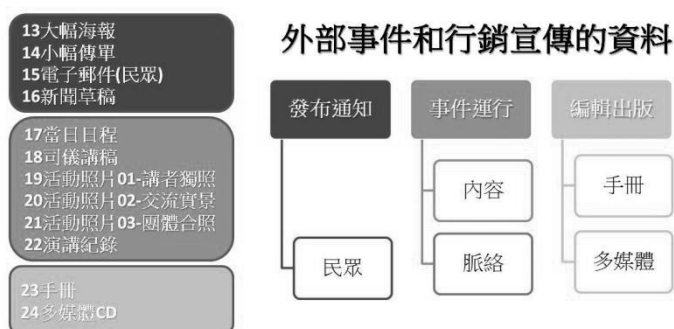 13大幅海報
14小幅傳單
15電子郵件(民眾)
16新聞草稿
17當日日程
18司儀講稿
19活動照片01-講者獨照
20活動照片02-交流實景
21活動照片03-團體合照
22演講紀錄
23手冊
24多媒體CD
外部事件和行銷宣傳的資料
發布通知
事件運行
編輯出版
民眾
內容
脈絡
手冊
多媒體